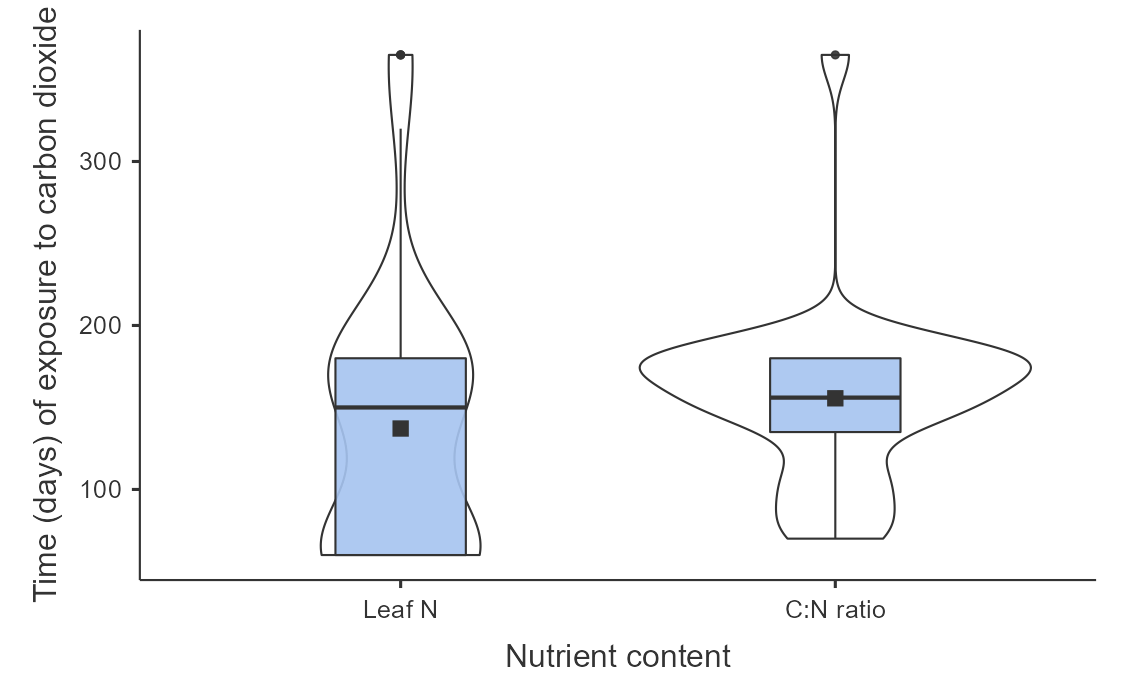 Time (days) of exposure to carbon dioxide
300
200
100
Leaf N
C:N ratio
Nutrient content